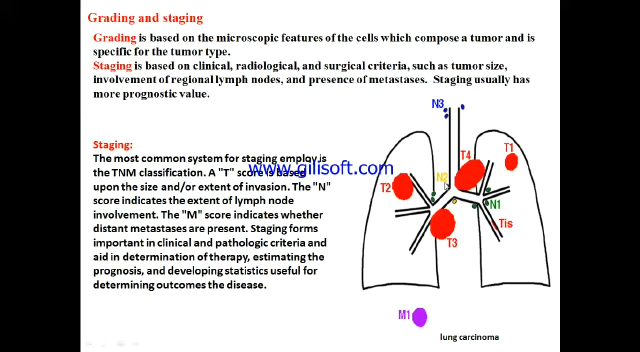 Grading and staging
Grading is based on the microscopic features of the cells which compose a tumor and is
specific for the tumor type.
Staging is based on clinical, radiological, and surgical criteria, such as tumor size,
involvement of regional lymph nodes, and presence of metastases. Staging usually has
more prognostic value.
Staging:
The most common system for staging employ is
the TNM classification. A "T" score is based
upon the size and/or extent of invasion. The "N"
score indicates the extent of lymph node
involvement. The "M" score indicates whether
distant metastases are present. Staging forms
important in clinical and pathologic criteria and
aid in determination of therapy, estimating the
prognosis, and developing statistics useful for
determining outcomes the disease.
www.gilisoft.com
N3
T4
T1
N2
T2
N1
Tis
T3
M1
lung carcinoma